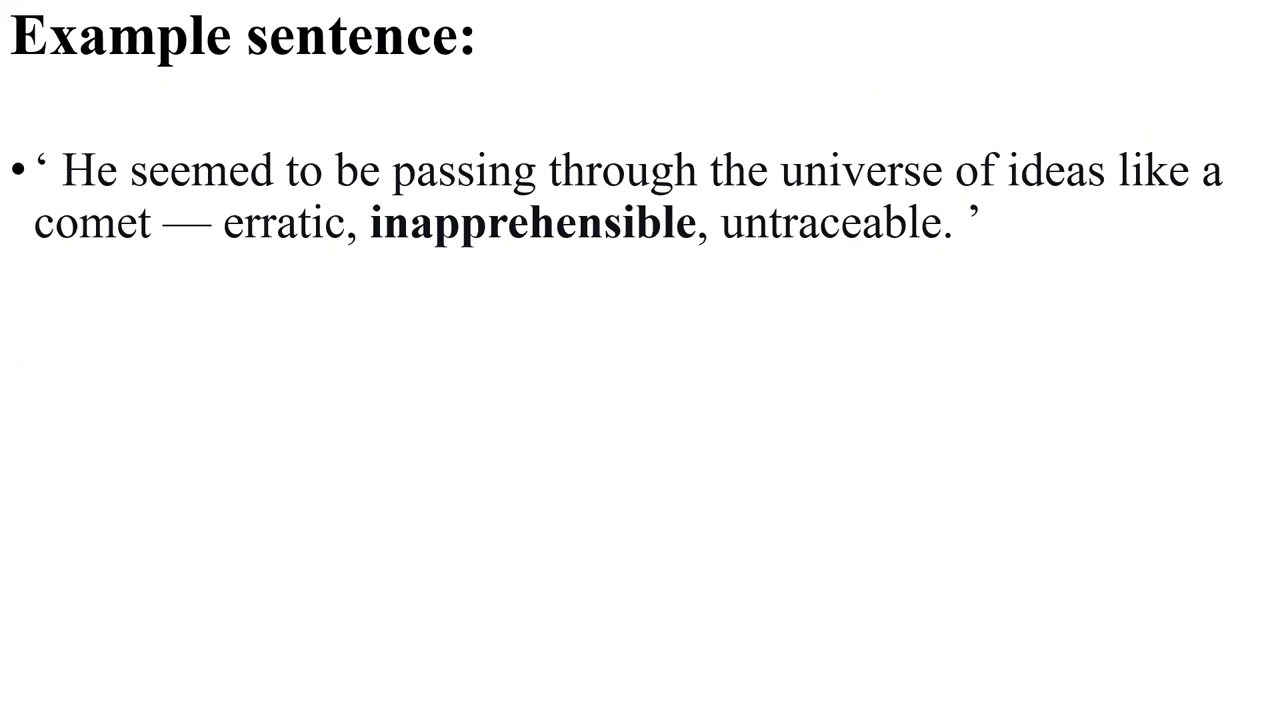 Example sentence:
• ‘ He seemed to be passing through the universe of ideas like a
comet — erratic, inapprehensible, untraceable. ’